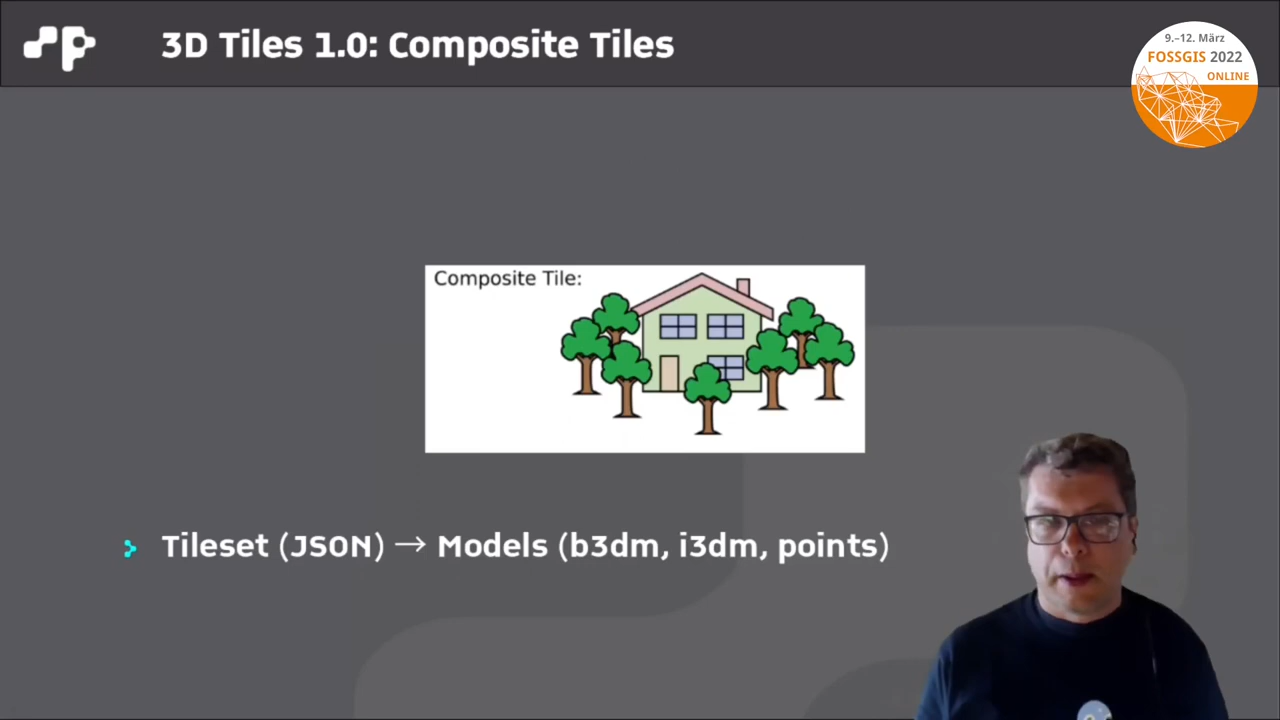 3D Tiles 1.0: Composite Tiles
9.–12. März
FOSSGIS 2022
ONLINE
Composite Tile:
Tileset (JSON) → Models (b3dm, i3dm, points)